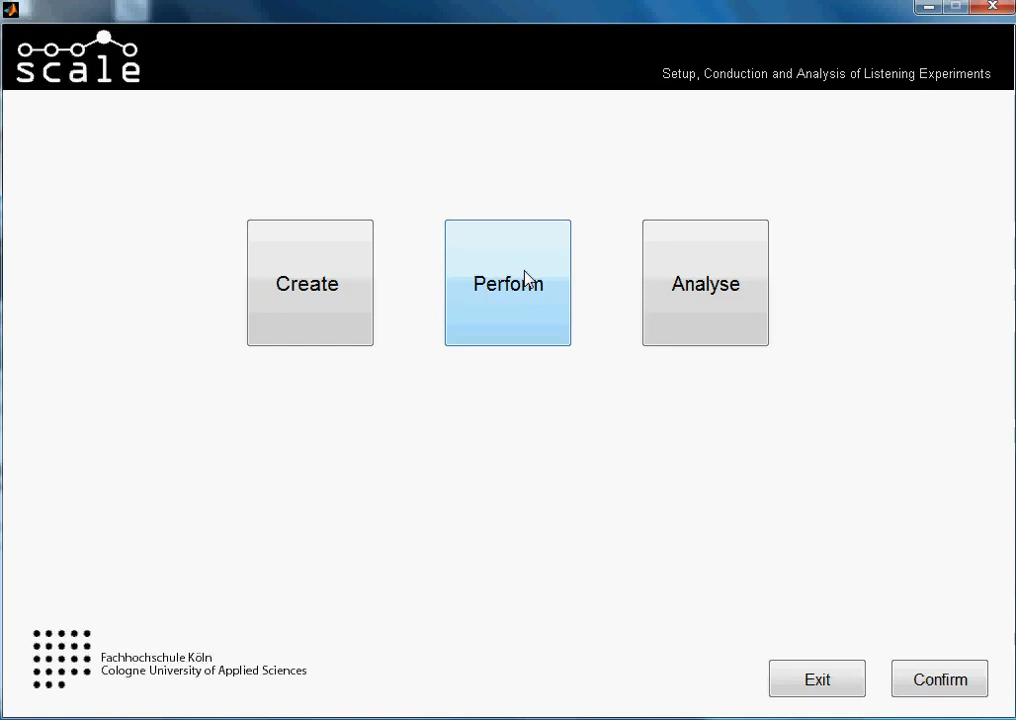 scale
Setup, Conduction and Analysis of Listening Experiments
Create
Perform
Analyse
Fachhochschule Köln
Cologne University of Applied Sciences
Exit
Confirm